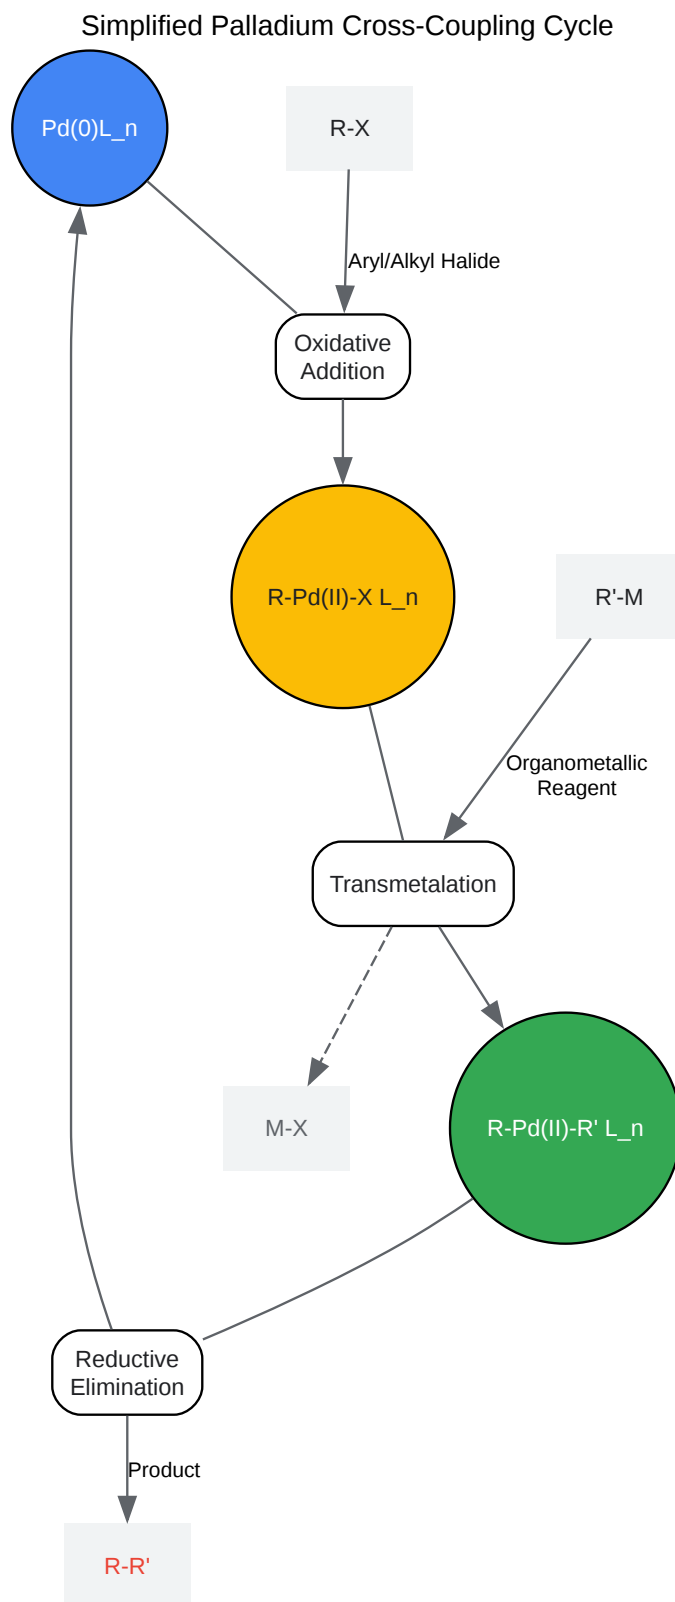 Simplified Palladium Cross-Coupling Cycle
Pd(0)L_n
R-X
Aryl/Alkyl Halide
Oxidative
Addition
R-Pd(II)-X L_n
R'-M
Organometallic
Reagent
Transmetalation
M-X
R-Pd(II)-R' L_n
Reductive
Elimination
Product
R-R'